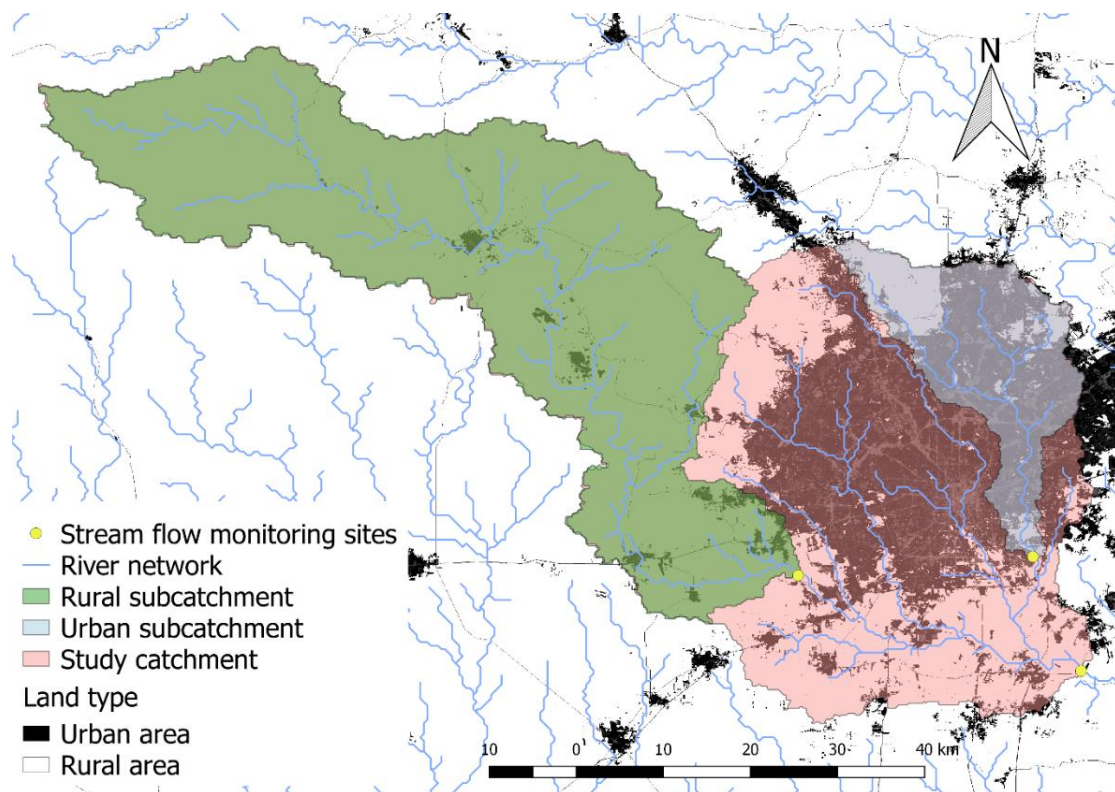 N
Stream flow monitoring sites
River network
Rural subcatchment
Urban subcatchment
Study catchment
Land type
Urban area
Rural area
10 0 10 20 30 40 km